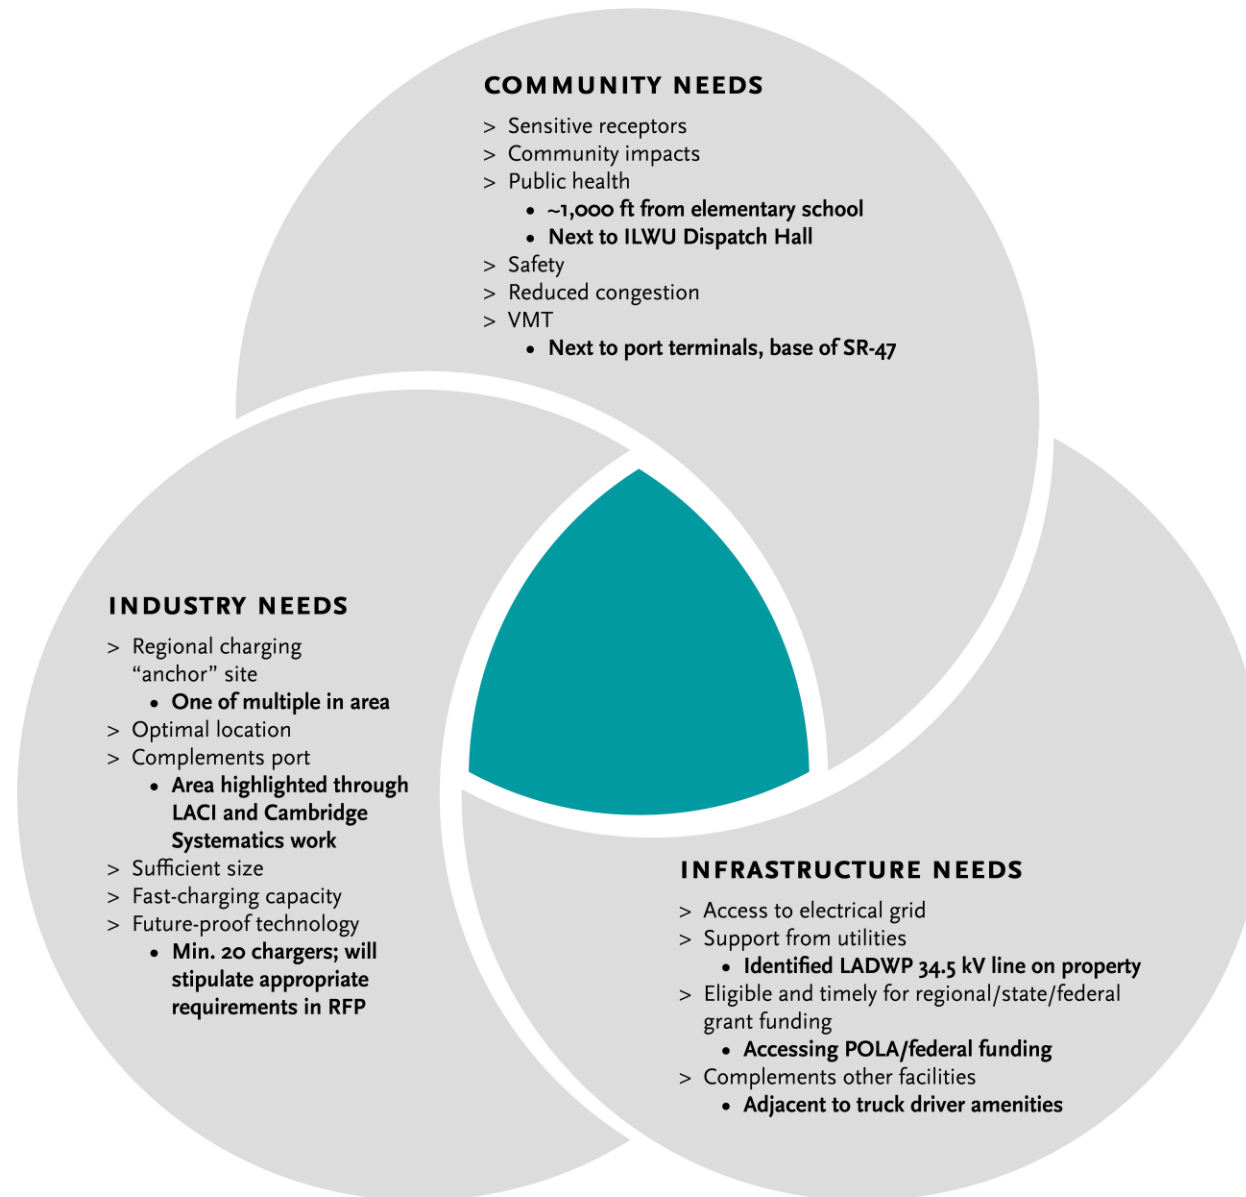 COMMUNITY NEEDS
> Sensitive receptors
> Community impacts
> Public health
• ~1,000 ft from elementary school
• Next to ILWU Dispatch Hall
> Safety
> Reduced congestion
> VMT
• Next to port terminals, base of SR-47
INDUSTRY NEEDS
> Regional charging
“anchor” site
• One of multiple in area
> Optimal location
> Complements port
• Area highlighted through
LACI and Cambridge
Systematics work
> Sufficient size
> Fast-charging capacity
> Future-proof technology
• Min. 20 chargers; will
stipulate appropriate
requirements in RFP
INFRASTRUCTURE NEEDS
> Access to electrical grid
> Support from utilities
• Identified LADWP 34.5 kV line on property
> Eligible and timely for regional/state/federal
grant funding
• Accessing POLA/federal funding
> Complements other facilities
• Adjacent to truck driver amenities